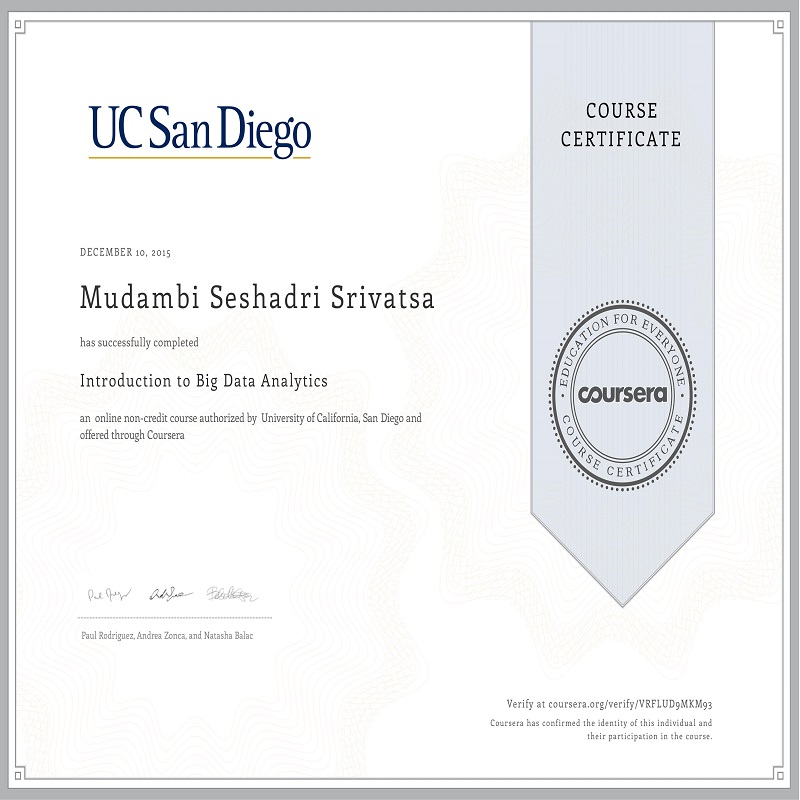 UC San Diego
COURSE
CERTIFICATE
DECEMBER 10, 2015
Mudambi Seshadri Srivatsa
has successfully completed
Introduction to Big Data Analytics
an online non-credit course authorized by University of California, San Diego and
offered through Coursera
EDUCATION FOR EVERYONE
coursera
COURSE CERTIFICATE
Paul Rodriguez, Andrea Zonca, and Natasha Balac
Verify at coursera.org/verify/VRFLUD9MKM93
Coursera has confirmed the identity of this individual and
their participation in the course.